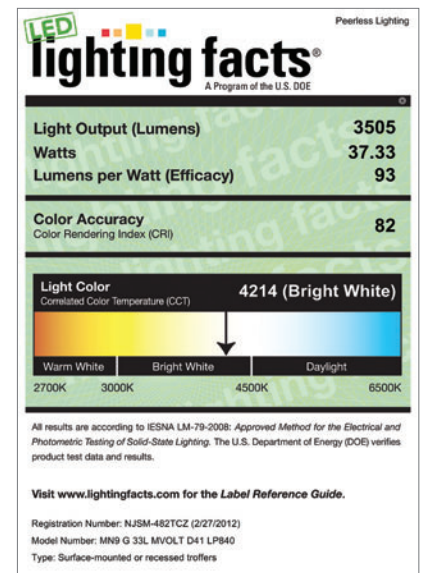 Peerless Lighting
LED
lighting facts®
A Program of the U.S. DOE
Light Output (Lumens) 3505
Watts 37.33
Lumens per Watt (Efficacy) 93
Color Accuracy
Color Rendering Index (CRI) 82
Light Color
Correlated Color Temperature (CCT) 4214 (Bright White)
Warm White Bright White Daylight
2700K 3000K 4500K 6500K
All results are according to IESNA LM-79-2008: Approved Method for the Electrical and
Photometric Testing of Solid-State Lighting. The U.S. Department of Energy (DOE) verifies
product test data and results.
Visit www.lightingfacts.com for the Label Reference Guide.
Registration Number: NJSM-482TCZ (2/27/2012)
Model Number: MN9 G 33L MVOLT D41 LP840
Type: Surface-mounted or recessed troffers